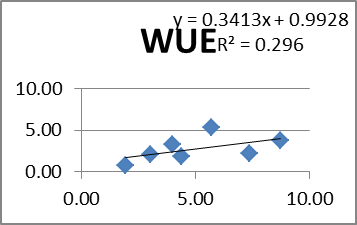 y = 0.3413x + 0.9928
WUE
R² = 0.296
10.00
5.00
0.00
0.00 5.00 10.00